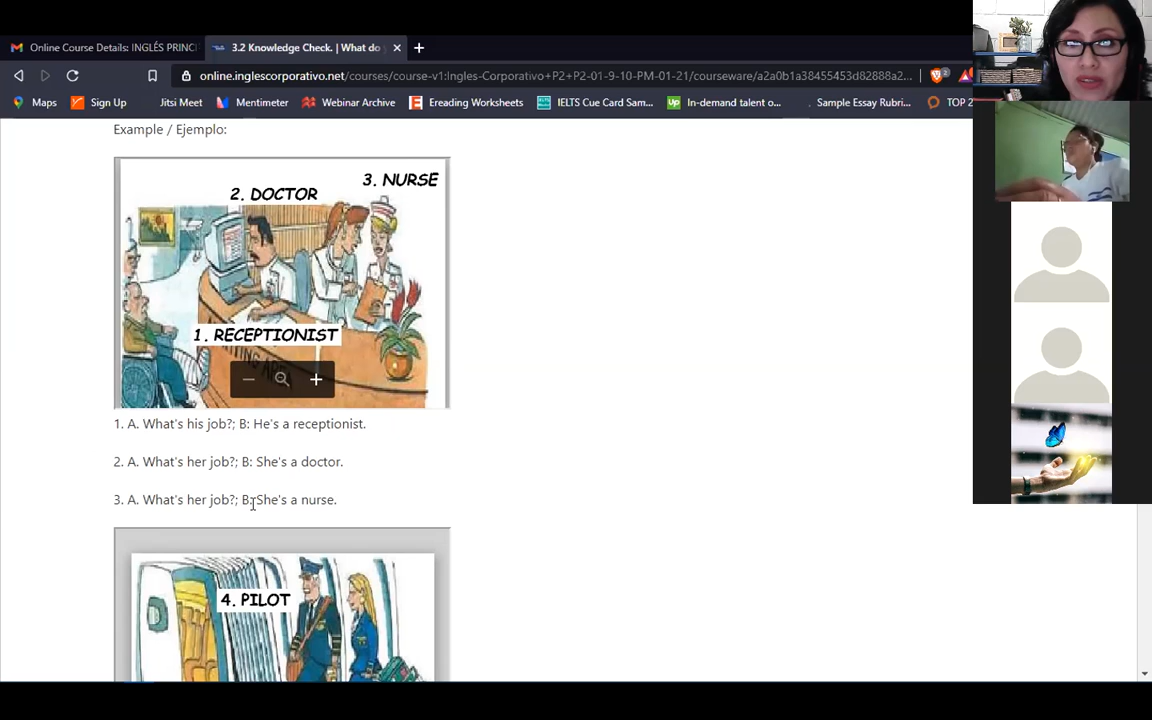 Online Course Details: INGLÉS PRINCI
3.2 Knowledge Check. | What do
online.inglescorporativo.net/courses/course-v1:Ingles-Corporativo+P2+P2-01-9-10-PM-01-21/courseware/a2a0b1a38455453d82888a2...
2
Maps
Sign Up
Jitsi Meet
Mentimeter
Webinar Archive
Ereading Worksheets
IELTS Cue Card Sam...
In-demand talent o...
Sample Essay Rubri...
TOP 2
Example / Ejemplo:
3. NURSE
2. DOCTOR
1. RECEPTIONIST
1. A. What's his job?; B: He's a receptionist.
2. A. What's her job?; B: She's a doctor.
3. A. What's her job?; B: She's a nurse.
4. PILOT